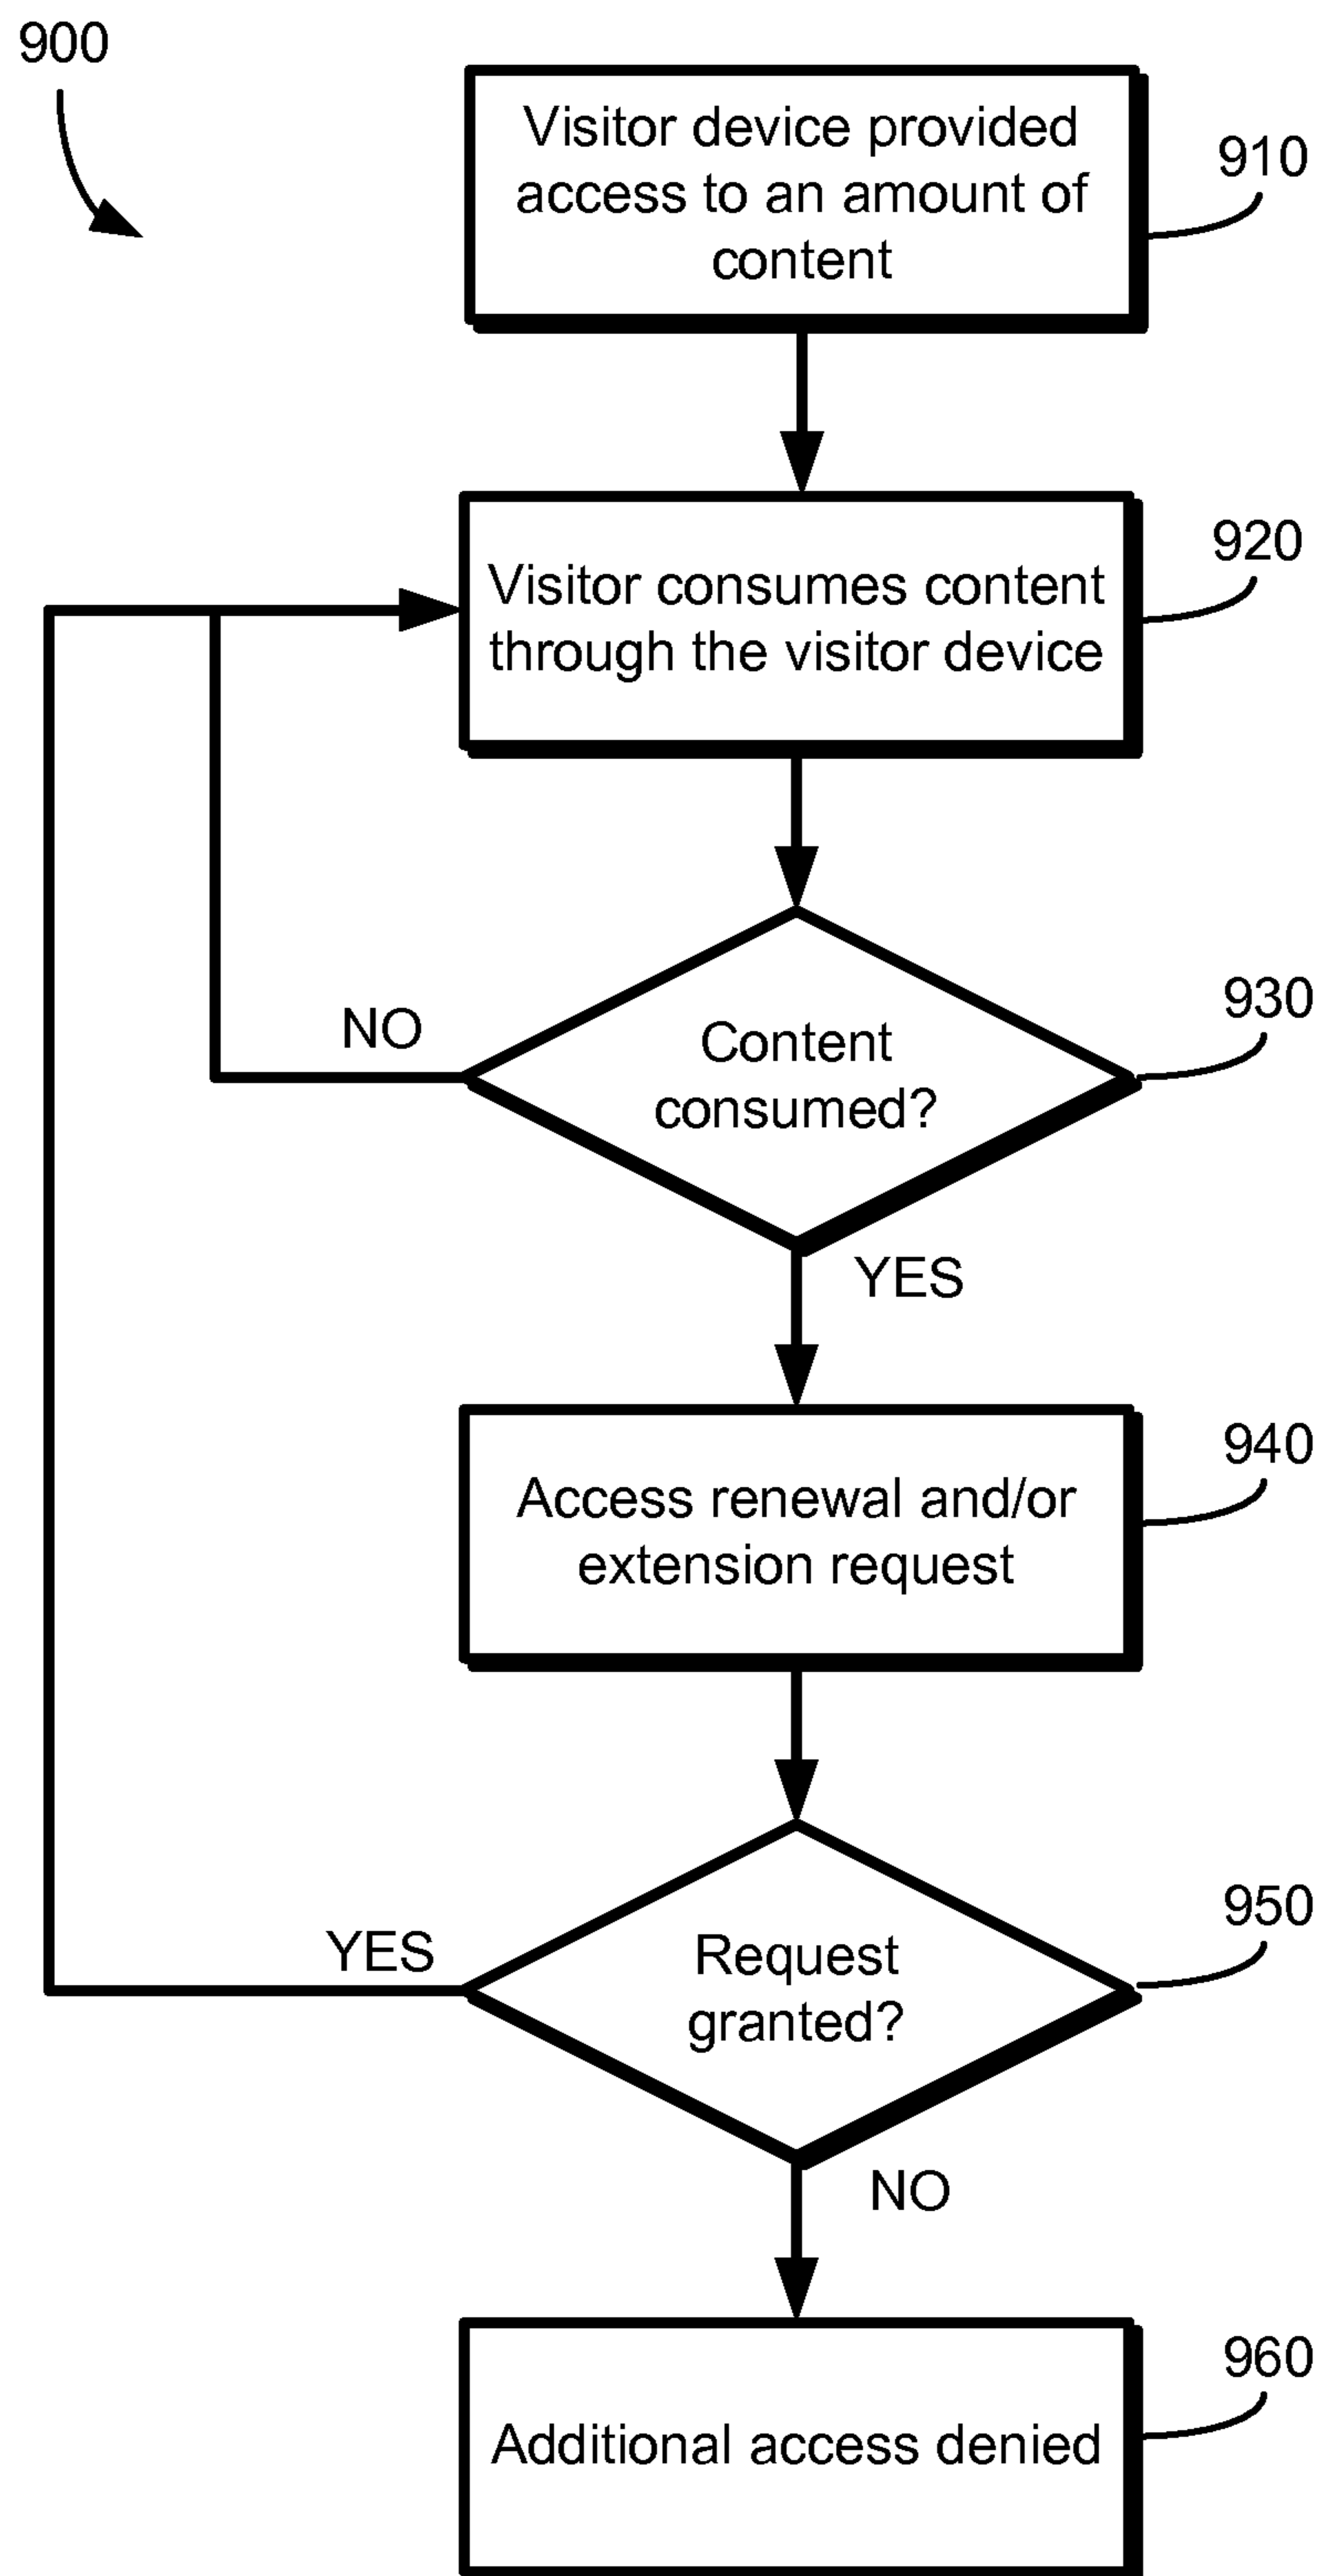 900
Visitor device provided
access to an amount of
content
910
Visitor consumes content
through the visitor device
920
Content
consumed?
930
NO
YES
Access renewal and/or
extension request
940
Request
granted?
950
YES
NO
Additional access denied
960